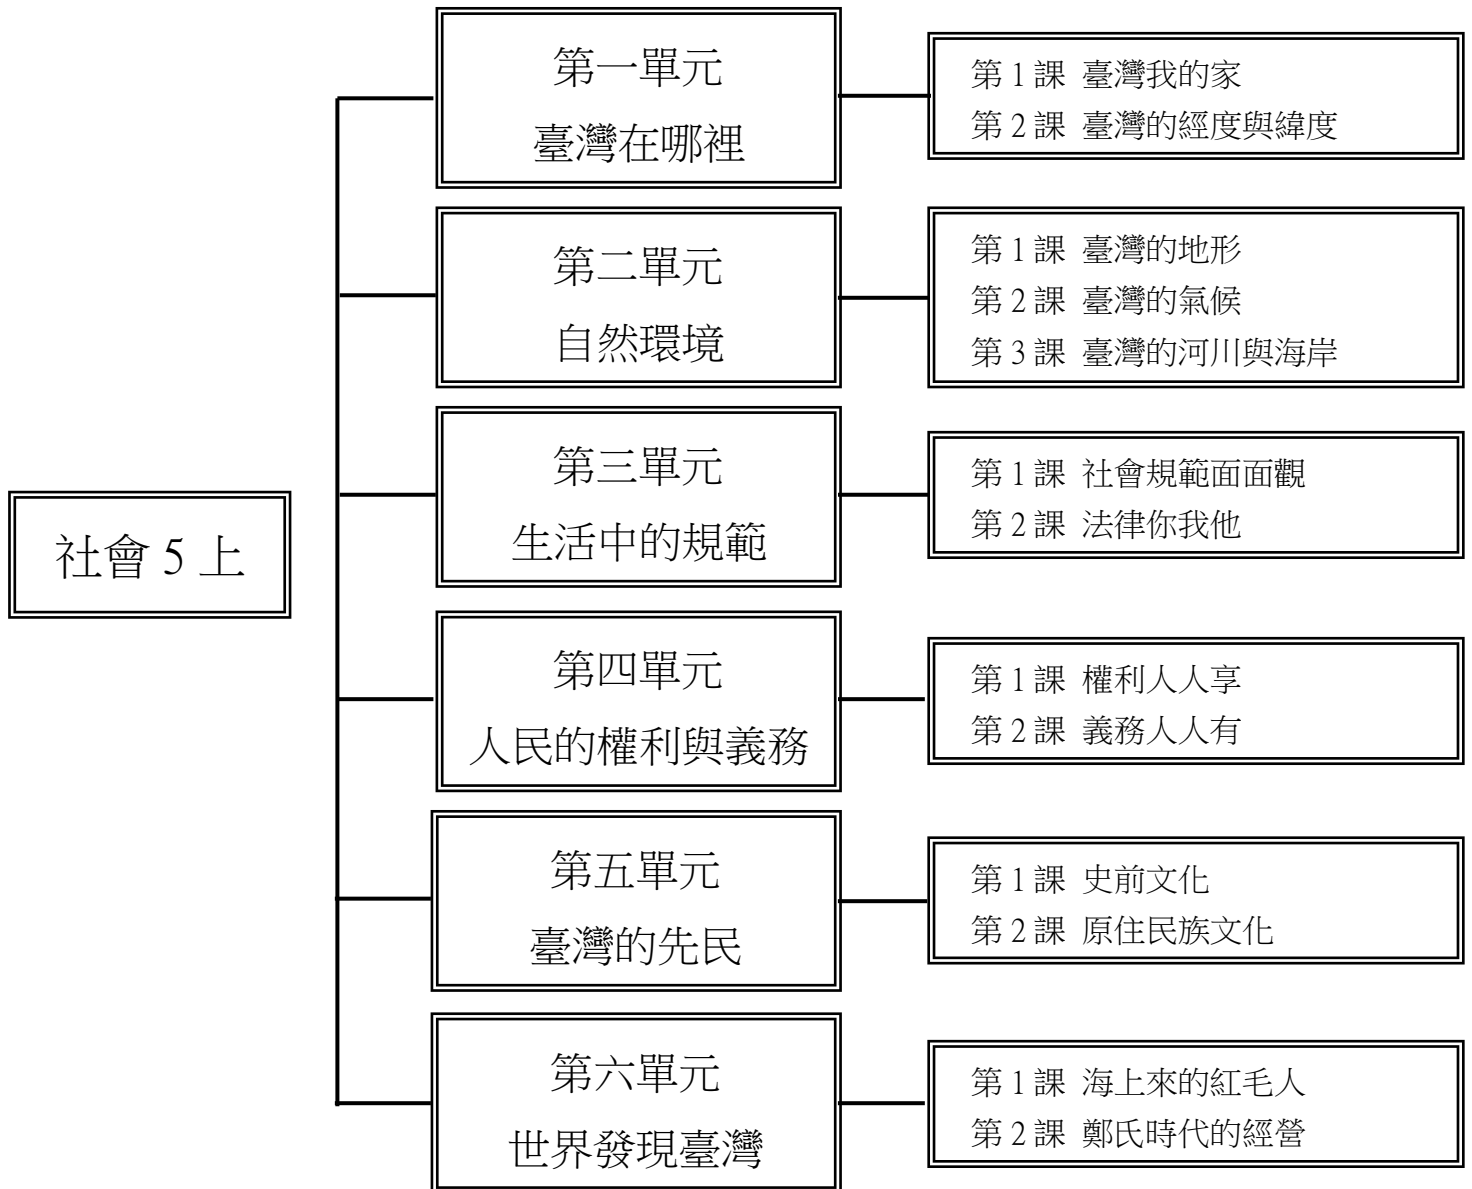 社會5上
第一單元
臺灣在哪裡
第1課 臺灣我的家
第2課 臺灣的經度與緯度
第二單元
自然環境
第1課 臺灣的地形
第2課 臺灣的氣候
第3課 臺灣的河川與海岸
第三單元
生活中的規範
第1課 社會規範面面觀
第2課 法律你我他
第四單元
人民的權利與義務
第1課 權利人人享
第2課 義務人人有
第五單元
臺灣的先民
第1課 史前文化
第2課 原住民族文化
第六單元
世界發現臺灣
第1課 海上來的紅毛人
第2課 鄭氏時代的經營